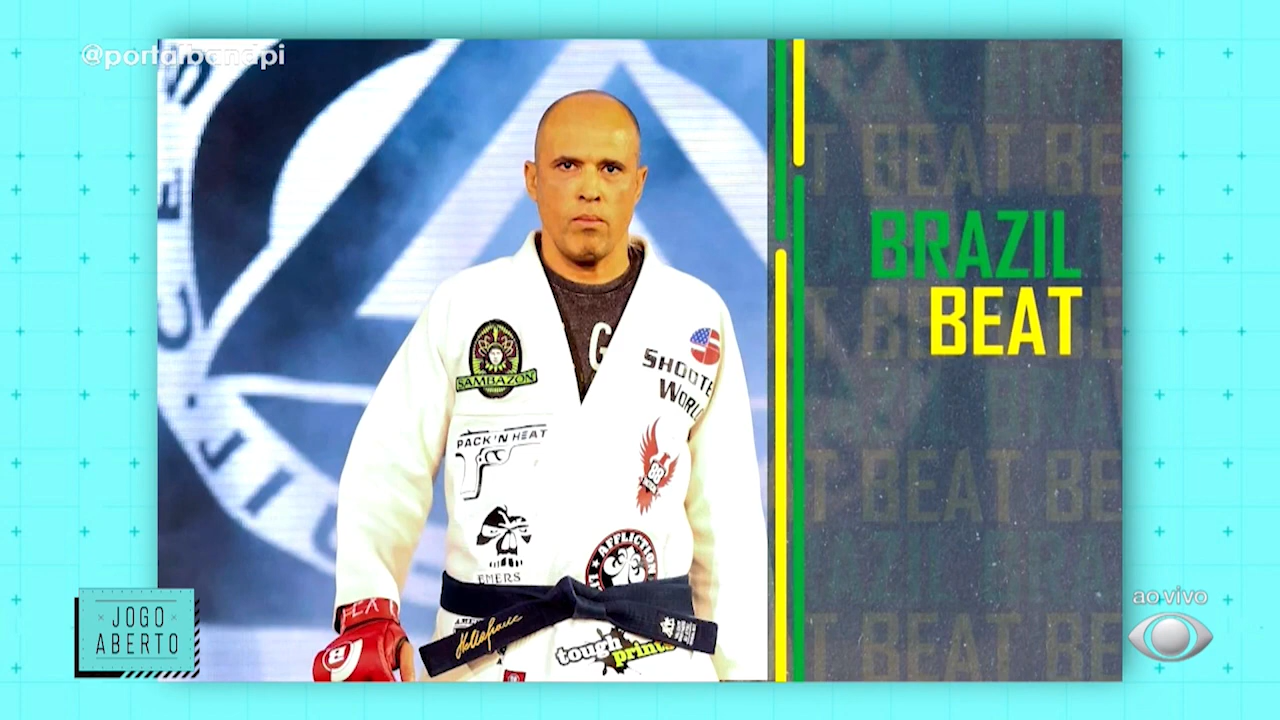 @portalbandpi
BRAZIL
BEAT
SAMBAZON
SHOOTE
WORL
PACK'N HEAT
EMERS
AFFLICTION
tough prints
JOGO
ABERTO
ao vivo